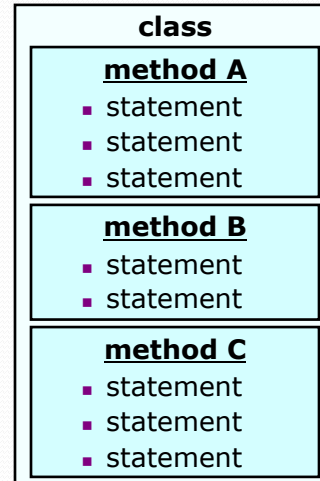 class
method A
▪ statement
▪ statement
▪ statement
method B
▪ statement
▪ statement
method C
▪ statement
▪ statement
▪ statement